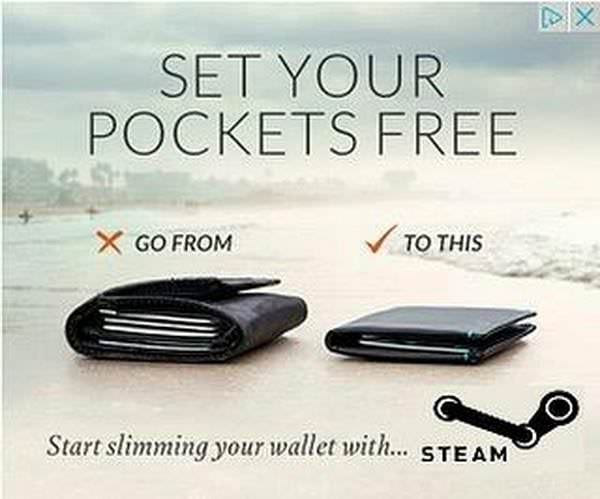 SET YOUR
POCKETS FREE
GO FROM
TO THIS
Start slimming your wallet with...
STEAM